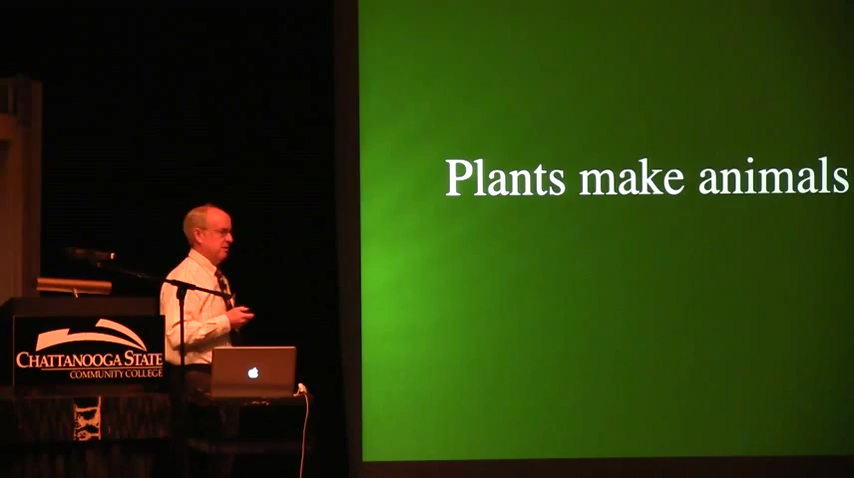 Plants make animals
CHATTANOOGA STATE
COMMUNITY COLLEGE